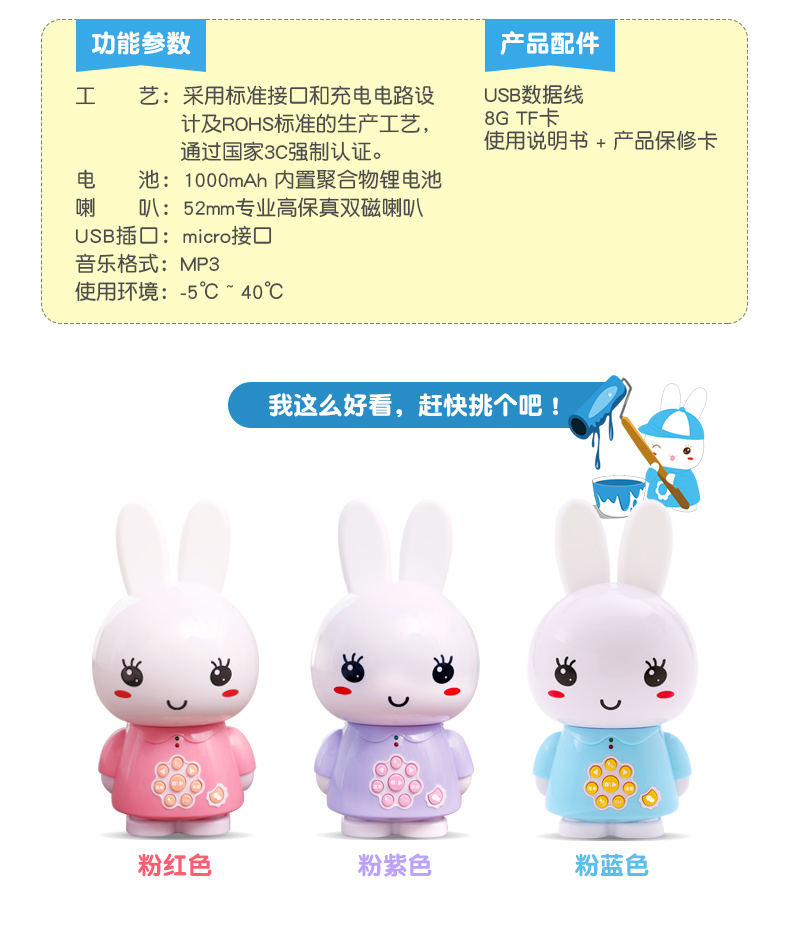 功能参数
工 艺：采用标准接口和充电电路设
计及ROHS标准的生产工艺，
通过国家3C强制认证。
电 池：1000mAh 内置聚合物锂电池
喇 叭：52mm专业高保真双磁喇叭
USB插口：micro接口
音乐格式：MP3
使用环境：-5℃ ~ 40℃
产品配件
USB数据线
8G TF卡
使用说明书 + 产品保修卡
我这么好看，赶快挑个吧！
粉红色
粉紫色
粉蓝色